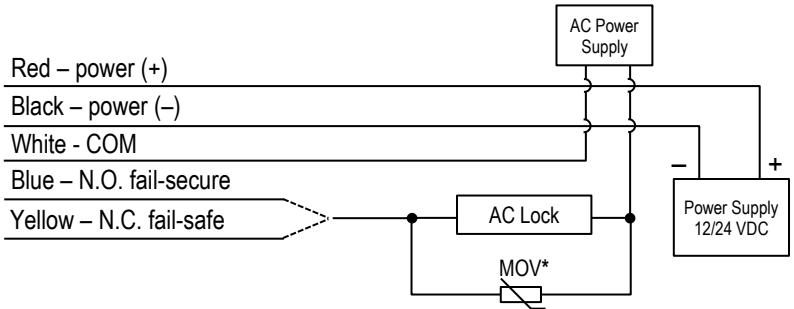 AC Power
Supply
Red – power (+)
Black – power (–)
White - COM
Blue – N.O. fail-secure
Yellow – N.C. fail-safe
AC Lock
MOV*
– +
Power Supply
12/24 VDC